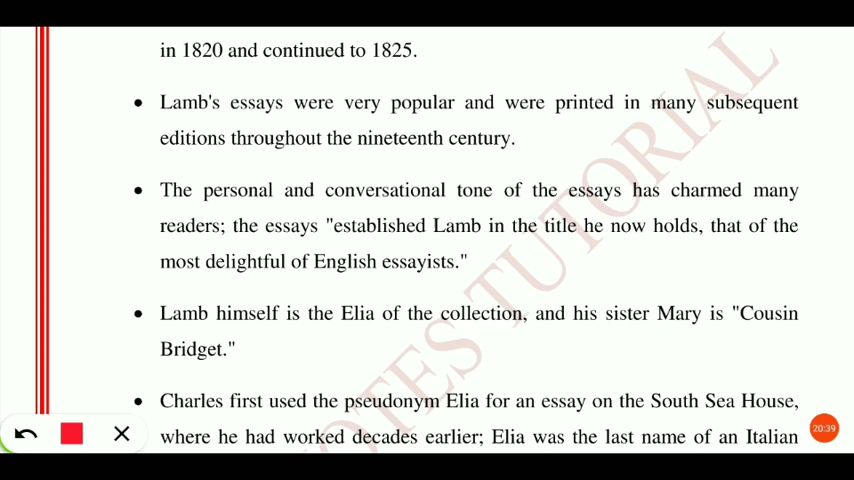 in 1820 and continued to 1825.
• Lamb's essays were very popular and were printed in many subsequent
editions throughout the nineteenth century.
• The personal and conversational tone of the essays has charmed many
readers; the essays "established Lamb in the title he now holds, that of the
most delightful of English essayists."
• Lamb himself is the Elia of the collection, and his sister Mary is "Cousin
Bridget."
• Charles first used the pseudonym Elia for an essay on the South Sea House,
where he had worked decades earlier; Elia was the last name of an Italian
NOTES TUTORIAL
20:39